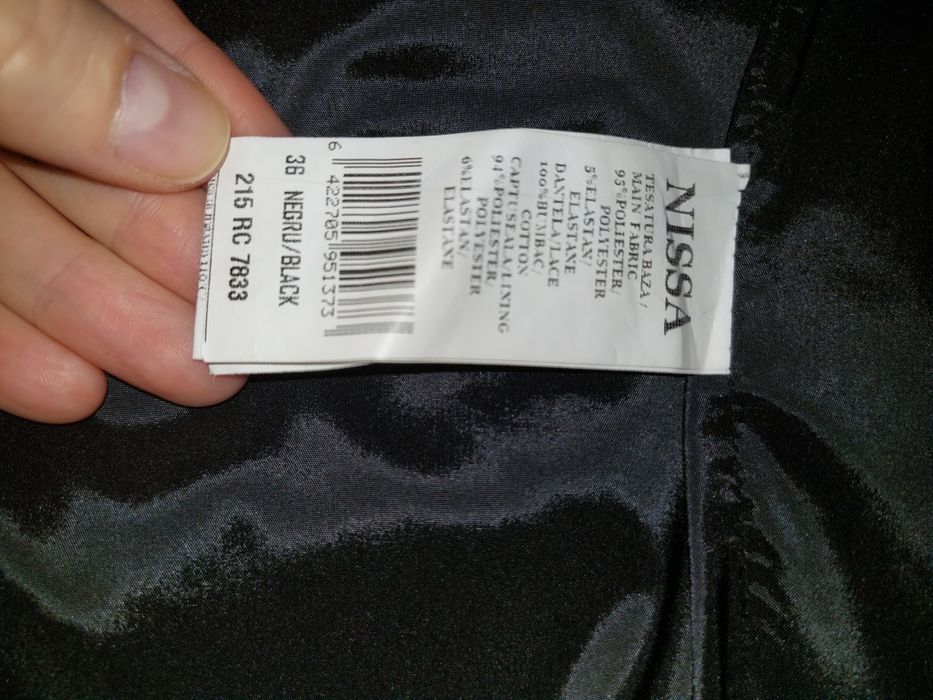 NISSA
TESATURA BAZA /
MAIN FABRIC
95%POLIESTER/
POLYESTER
5%ELASTAN/
ELASTANE
DANTELA/LACE
100%BUMBAC/
COTTON
CAPTUSEALA/LINING
94%POLIESTER/
POLYESTER
6%ELASTAN/
ELASTANE
6 422705 951373
36 NEGRU/BLACK
215 RC 7833